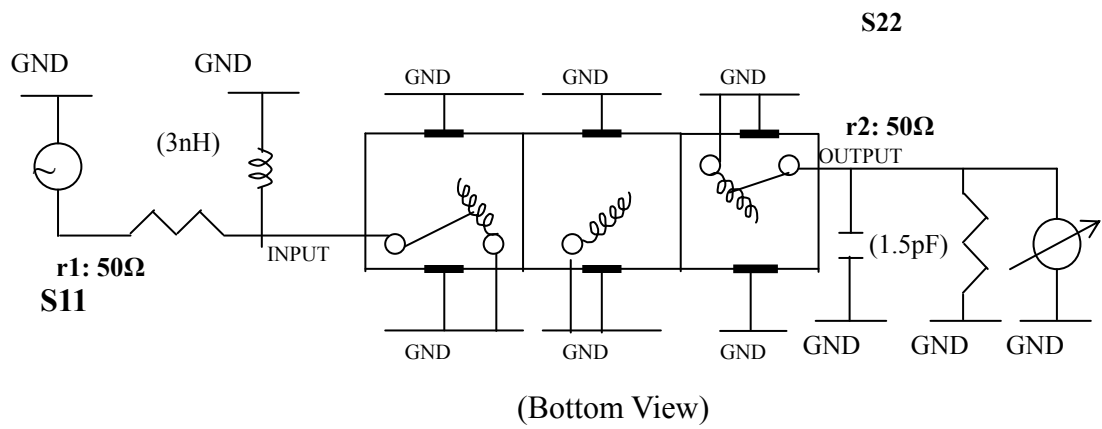 S22
GND
GND
GND
GND
GND
r2: 50Ω
(3nH)
OUTPUT
INPUT
(1.5pF)
r1: 50Ω
S11
GND
GND
GND
GND
GND
GND
(Bottom View)